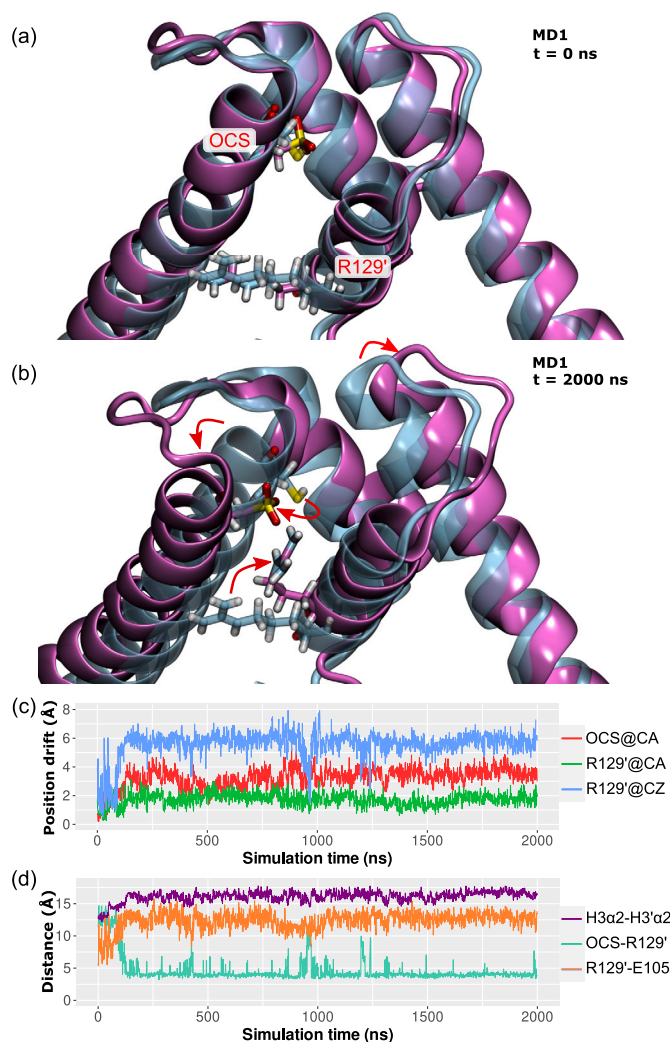 (a)
MD1
t = 0 ns
OCS
R129'
(b)
MD1
t = 2000 ns
(c)
Position drift (Å)
8
6
4
2
0
0
500
1000
1500
2000
Simulation time (ns)
OCS@CA
R129'@CA
R129'@CZ
(d)
Distance (Å)
15
10
5
0
0
500
1000
1500
2000
Simulation time (ns)
H3α2-H3'α2
OCS-R129'
R129'-E105